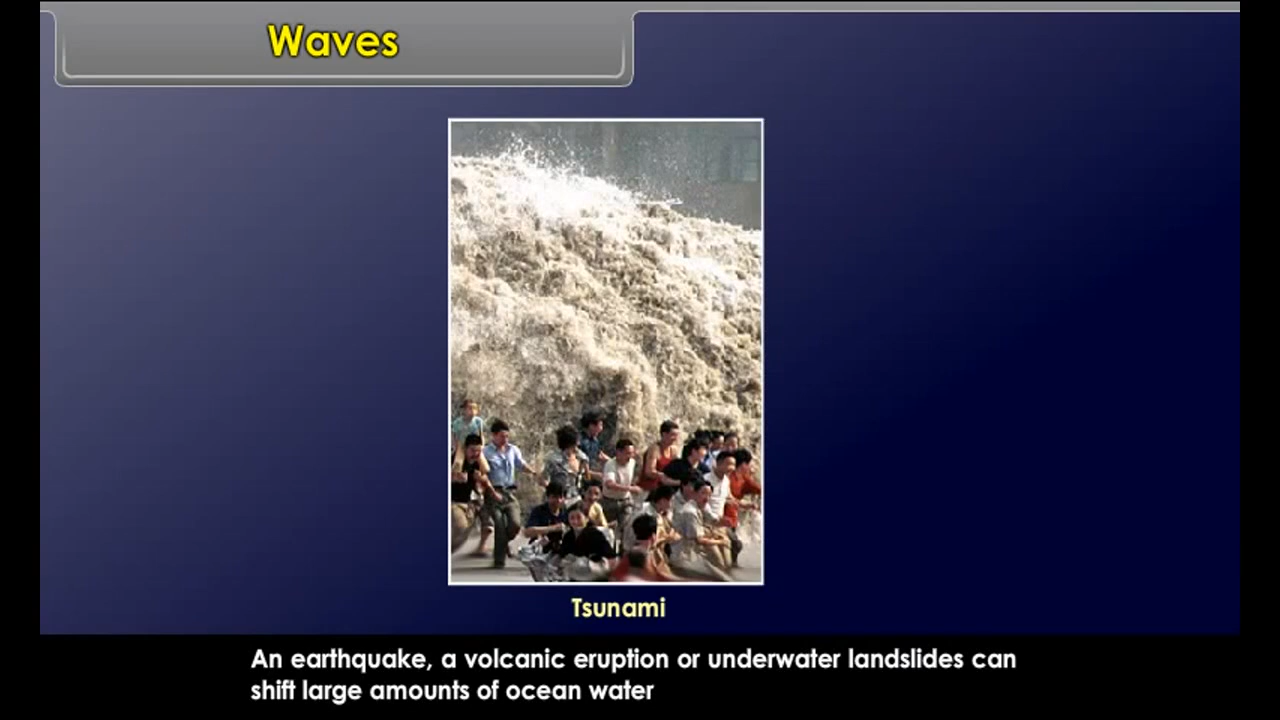 Waves
Tsunami
An earthquake, a volcanic eruption or underwater landslides can
shift large amounts of ocean water